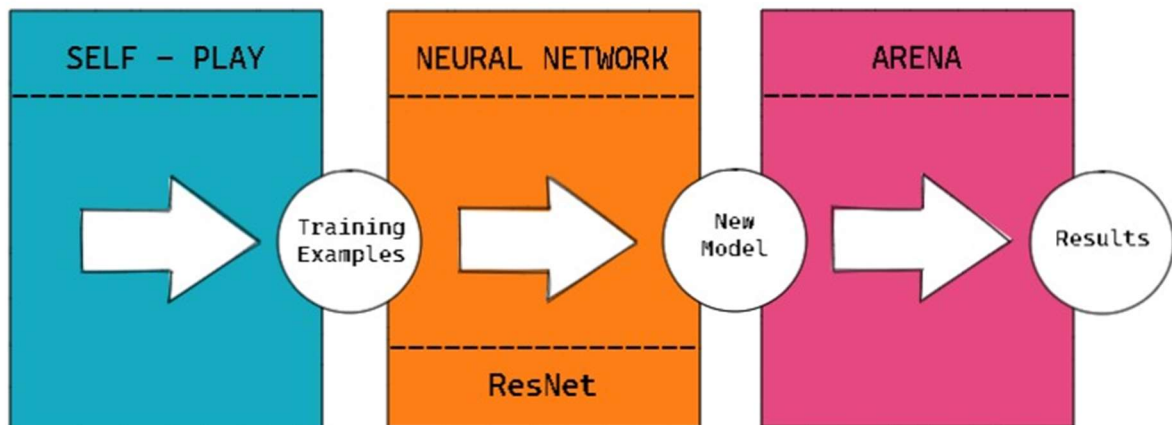 SELF - PLAY
NEURAL NETWORK
ARENA
Training
Examples
New
Model
Results
ResNet